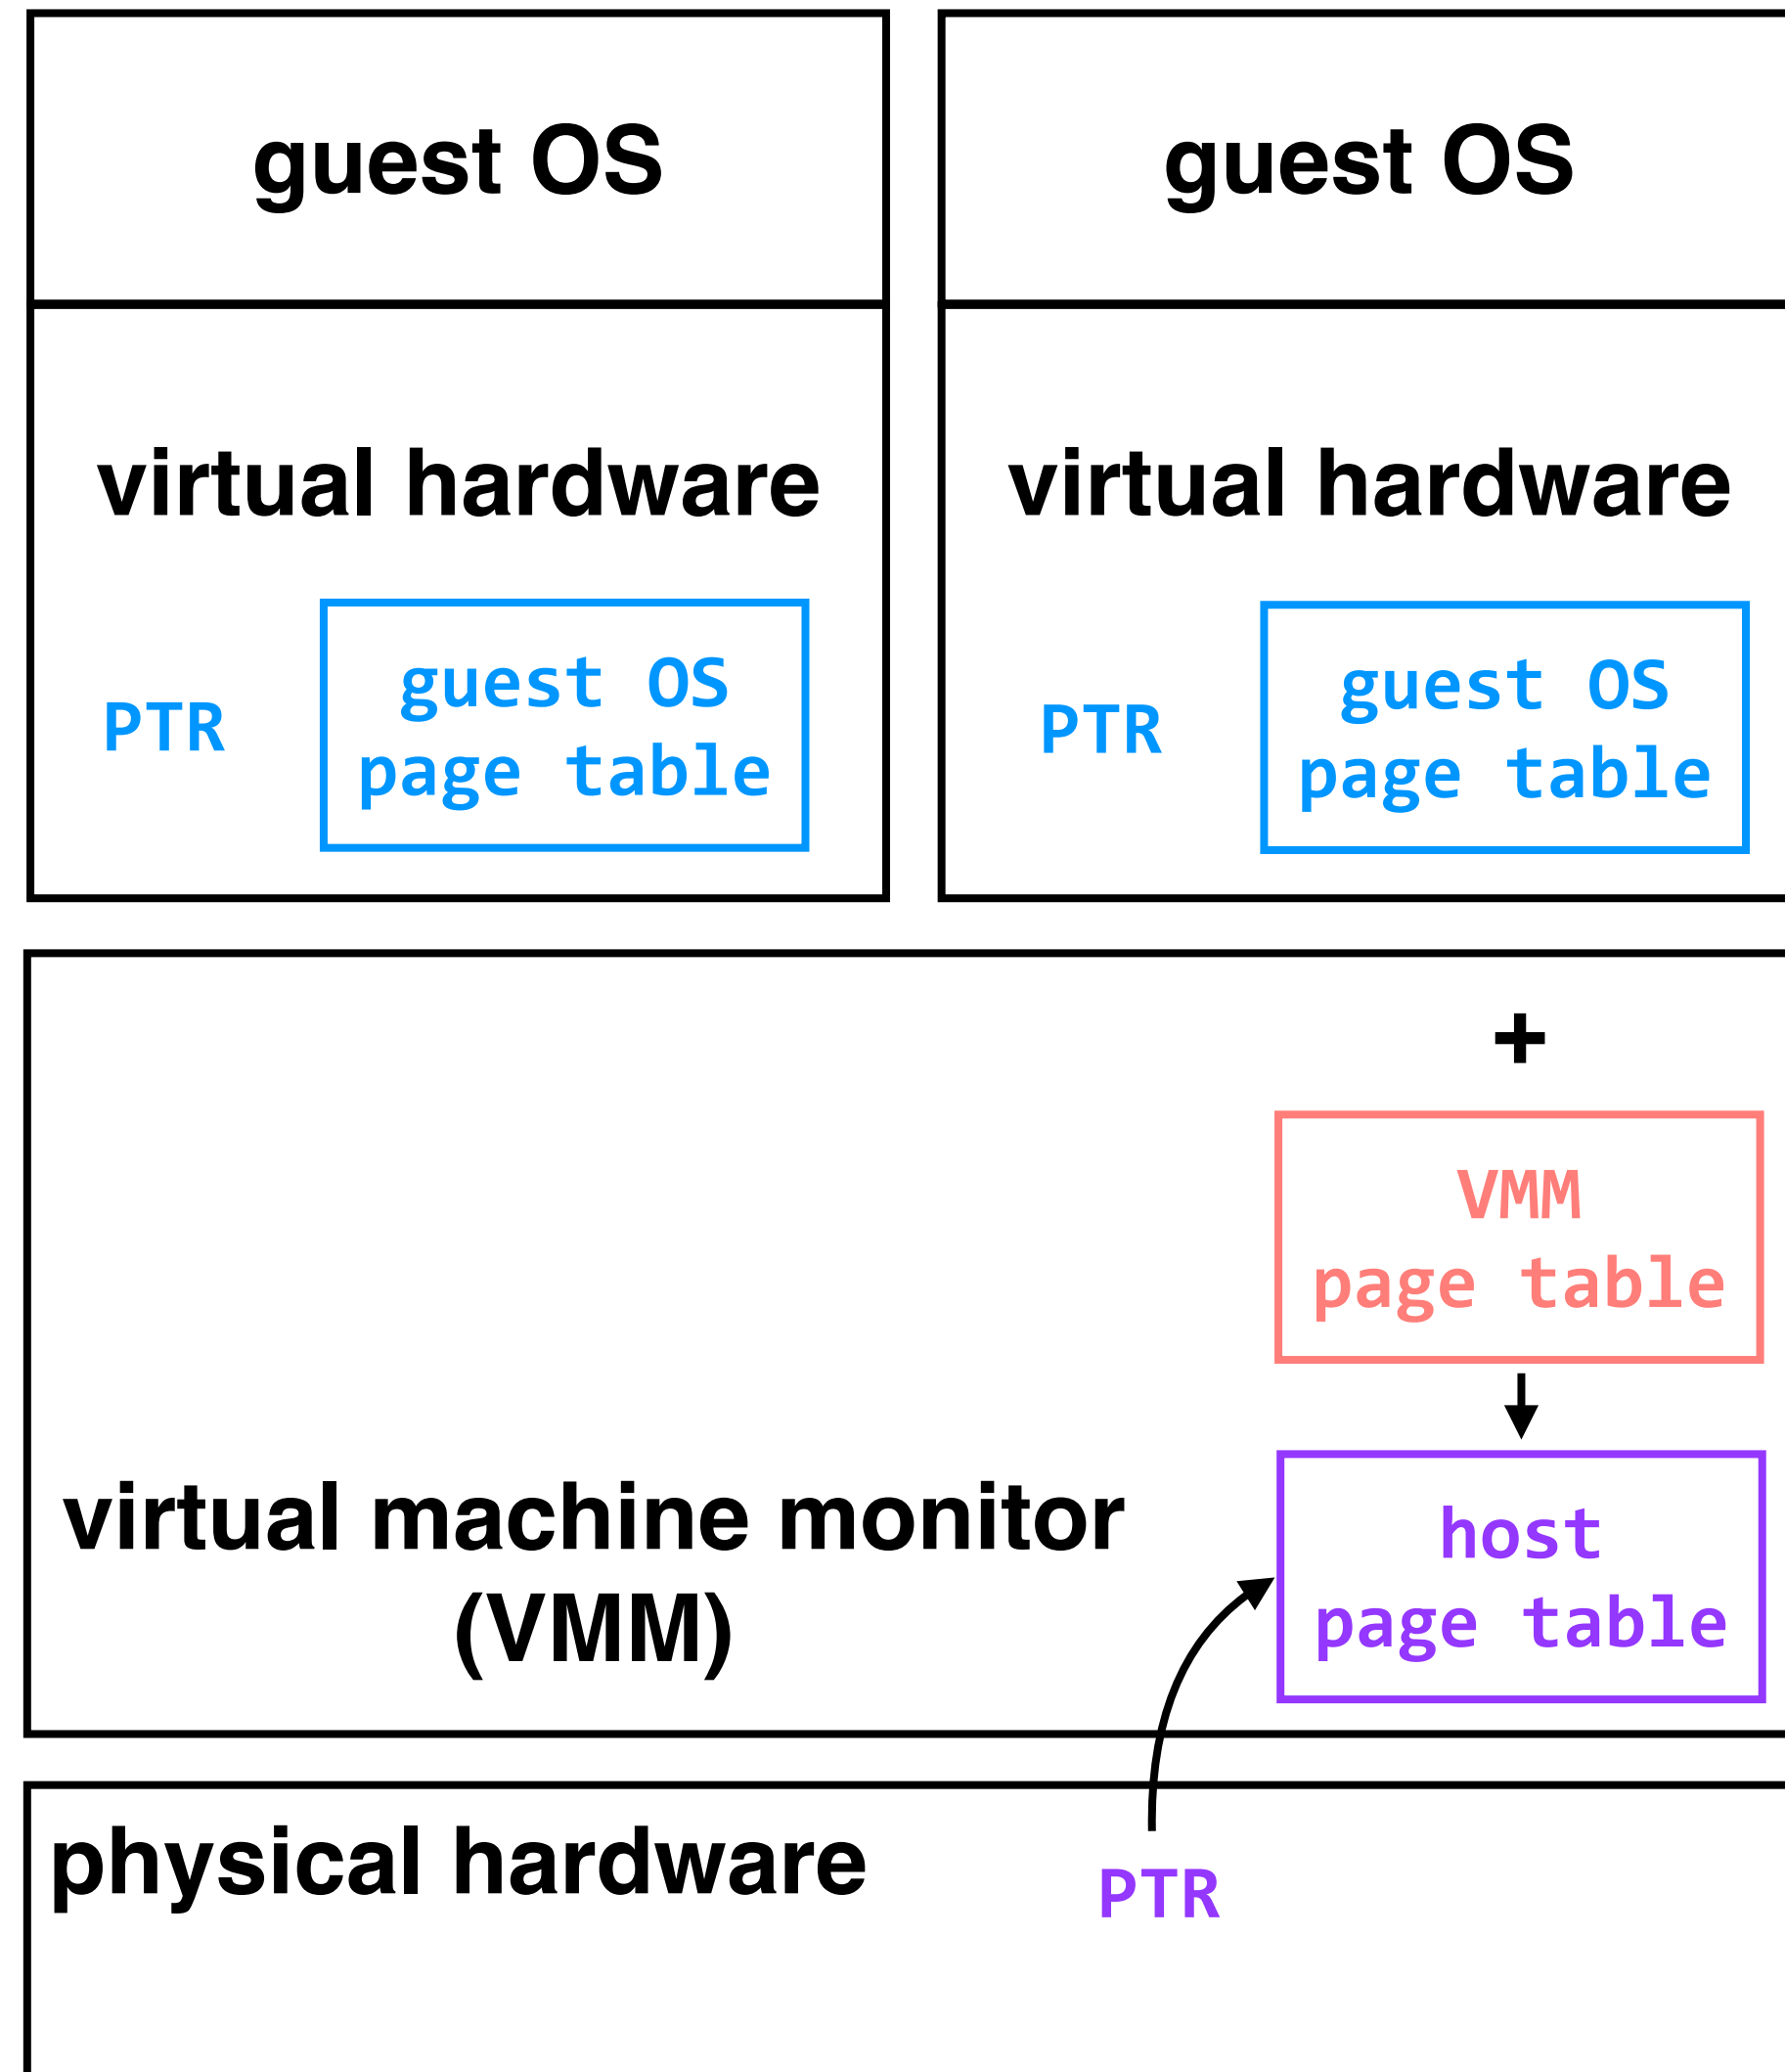 guest OS
guest OS
virtual hardware
virtual hardware
PTR
guest OS
page table
PTR
guest OS
page table
+
VMM
page table
virtual machine monitor
(VMM)
host
page table
physical hardware
PTR